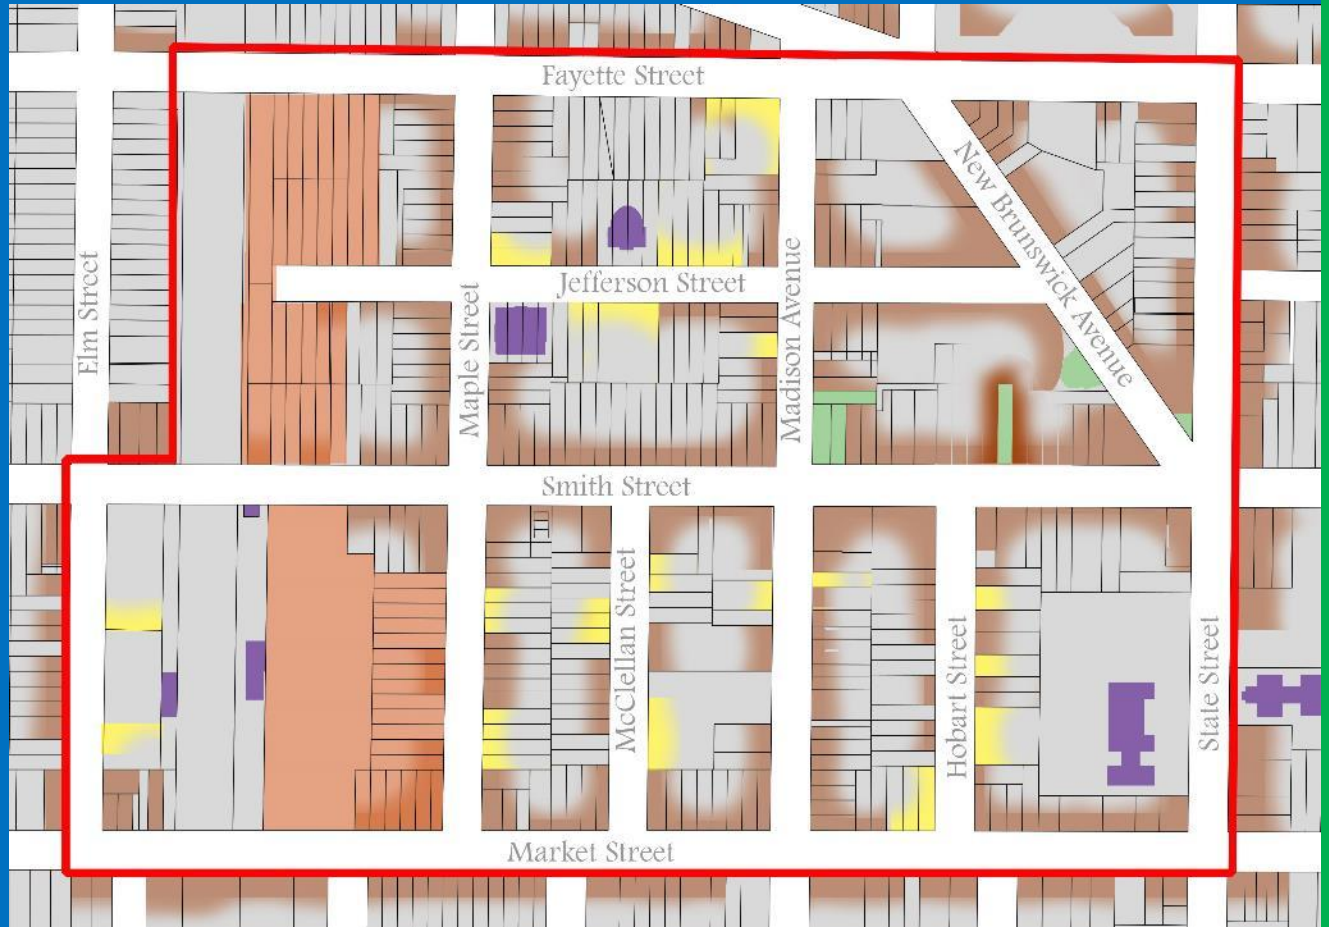 Fayette Street
New Brunswick Avenue
Elm Street
Jefferson Street
Maple Street
Madison Avenue
Smith Street
McClellan Street
Hobart Street
State Street
Market Street